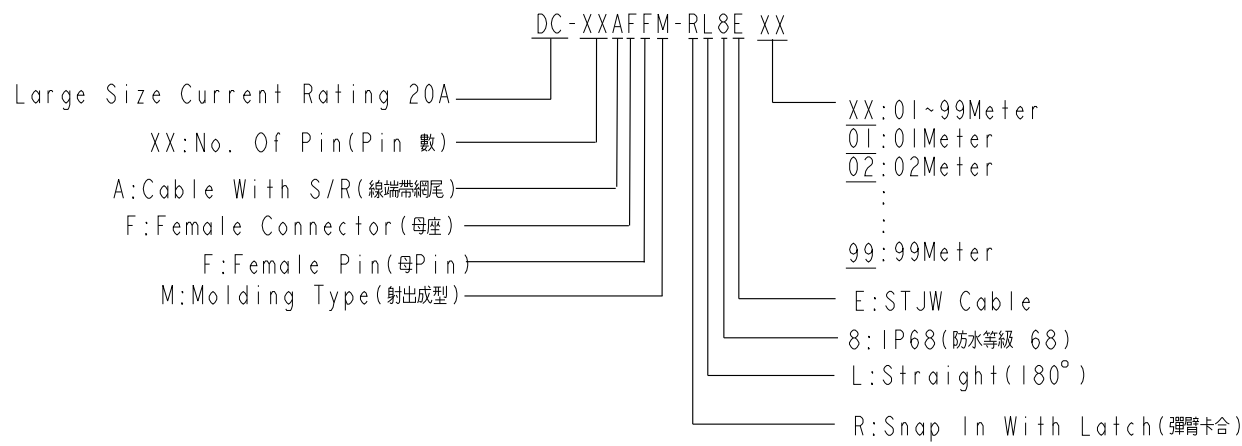 DC-XXAFFM-RL8E XX
Large Size Current Rating 20A
XX:No. Of Pin(Pin 數)
A:Cable With S/R(線端帶網尾)
F:Female Connector(母座)
F:Female Pin(母Pin)
M:Molding Type(射出成型)
XX:01~99Meter
01:01Meter
02:02Meter
:
:
99:99Meter
E:STJW Cable
8:IP68(防水等級 68)
L:Straight(180°)
R:Snap In With Latch(彈臂卡合)